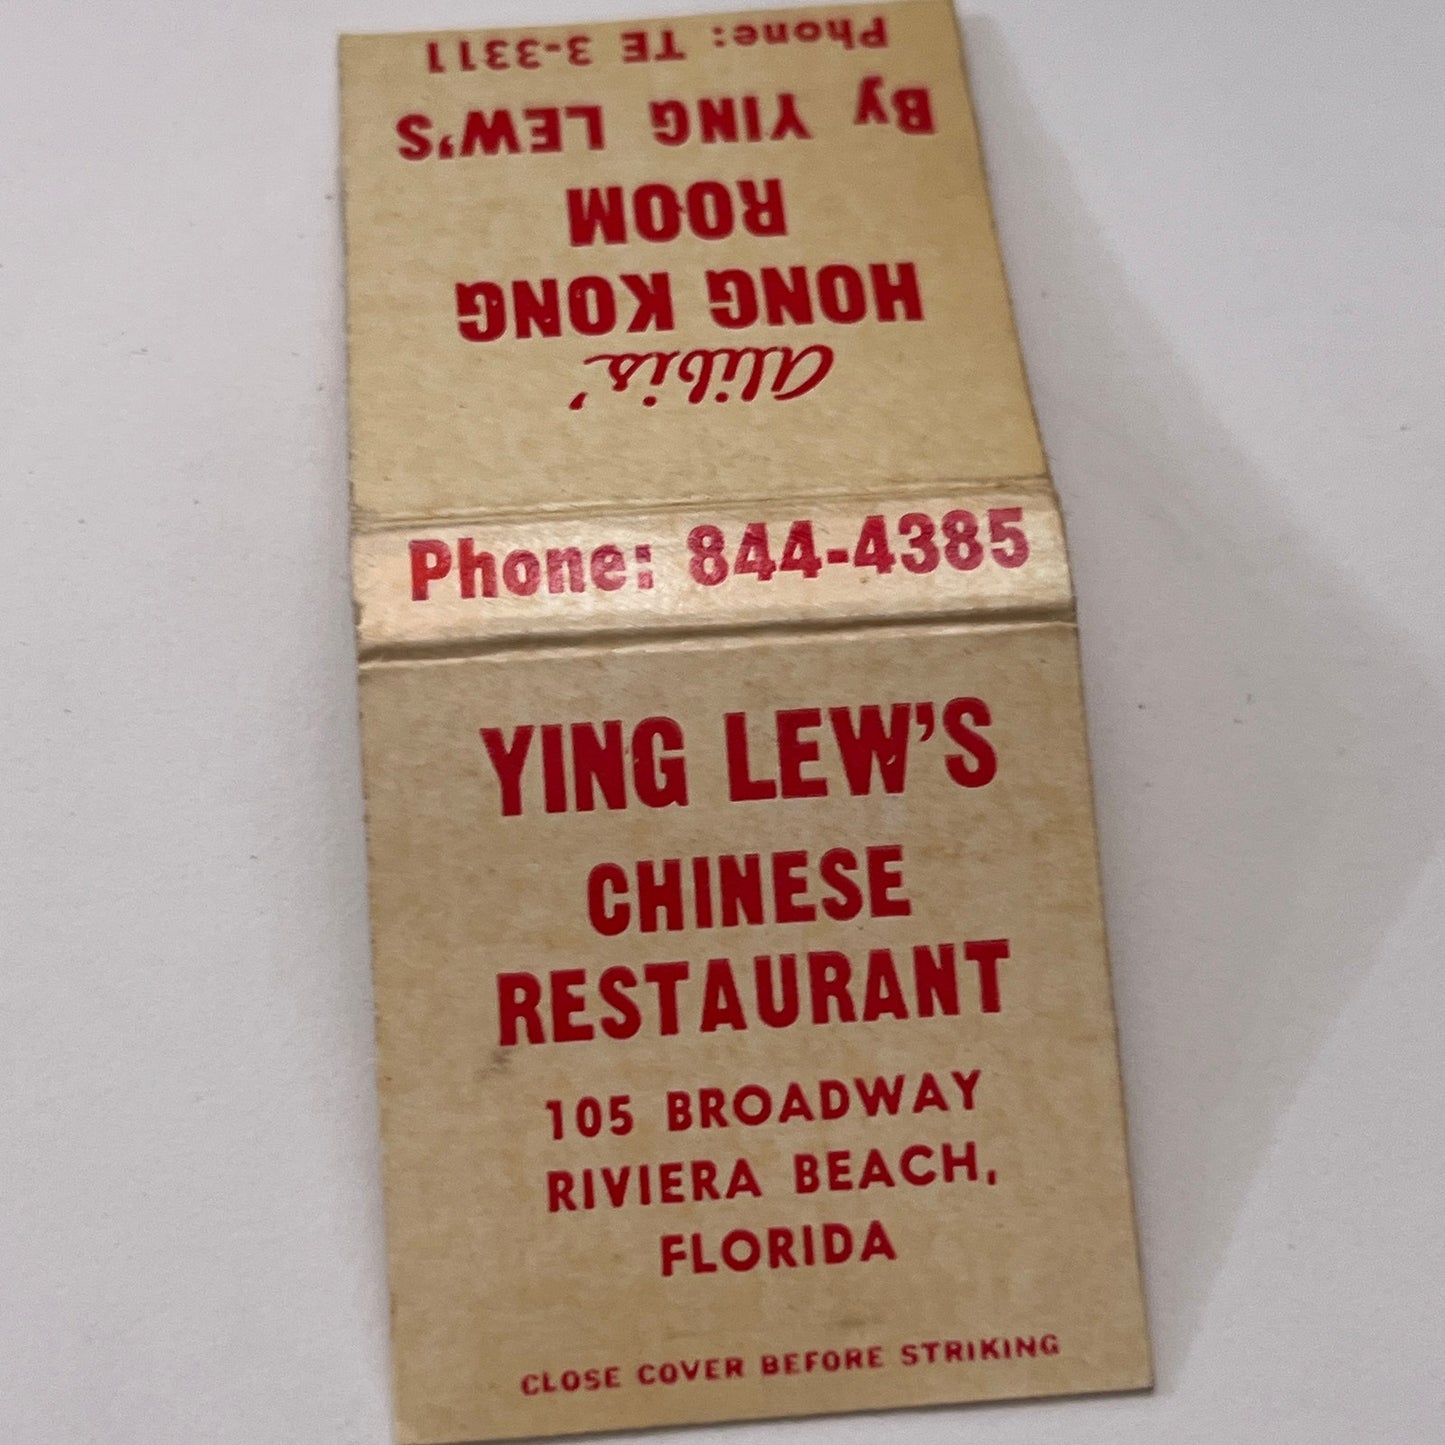 Alibis'
HONG KONG
ROOM
By YING LEW'S
Phone: TE 3-3311
Phone: 844-4385
YING LEW'S
CHINESE
RESTAURANT
105 BROADWAY
RIVIERA BEACH,
FLORIDA
CLOSE COVER BEFORE STRIKING